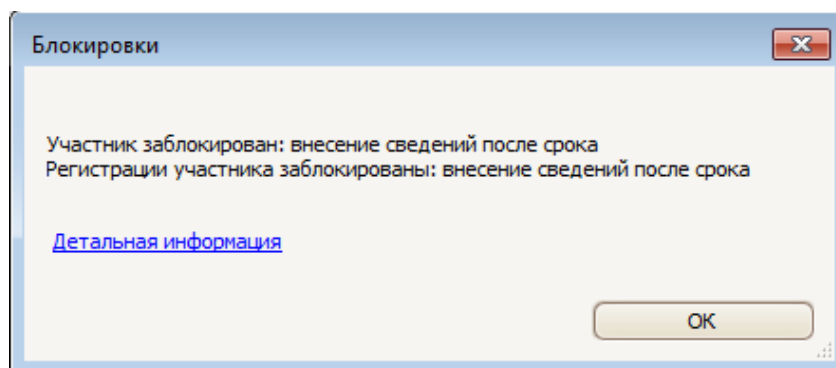 Блокировки
Участник заблокирован: внесение сведений после срока
Регистрации участника заблокированы: внесение сведений после срока
Детальная информация
ОК